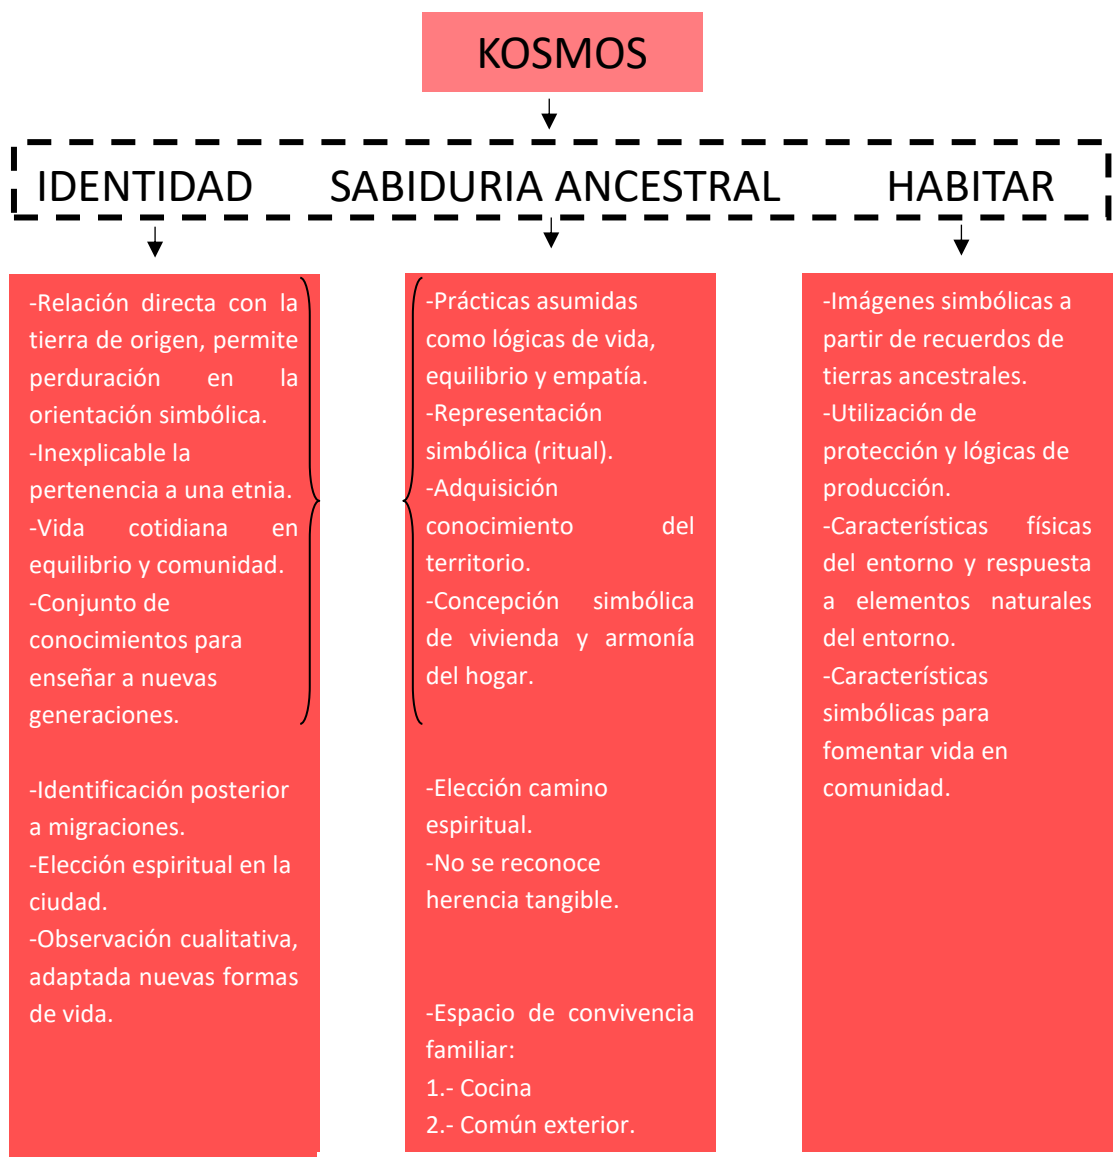 KOSMOS
IDENTIDAD
SABIDURIA ANCESTRAL
HABITAR
-Relación directa con la
tierra de origen, permite
perduración en la
orientación simbólica.
-Inexplicable la
pertenencia a una etnia.
-Vida cotidiana en
equilibrio y comunidad.
-Conjunto de
conocimientos para
enseñar a nuevas
generaciones.
-Identificación posterior
a migraciones.
-Elección espiritual en la
ciudad.
-Observación cualitativa,
adaptada nuevas formas
de vida.
-Prácticas asumidas
como lógicas de vida,
equilibrio y empatía.
-Representación
simbólica (ritual).
-Adquisición
conocimiento del
territorio.
-Concepción simbólica
de vivienda y armonía
del hogar.
-Elección camino
espiritual.
-No se reconoce
herencia tangible.
-Espacio de convivencia
familiar:
1.- Cocina
2.- Común exterior.
-Imágenes simbólicas a
partir de recuerdos de
tierras ancestrales.
-Utilización de
protección y lógicas de
producción.
-Características físicas
del entorno y respuesta
a elementos naturales
del entorno.
-Características
simbólicas para
fomentar vida en
comunidad.